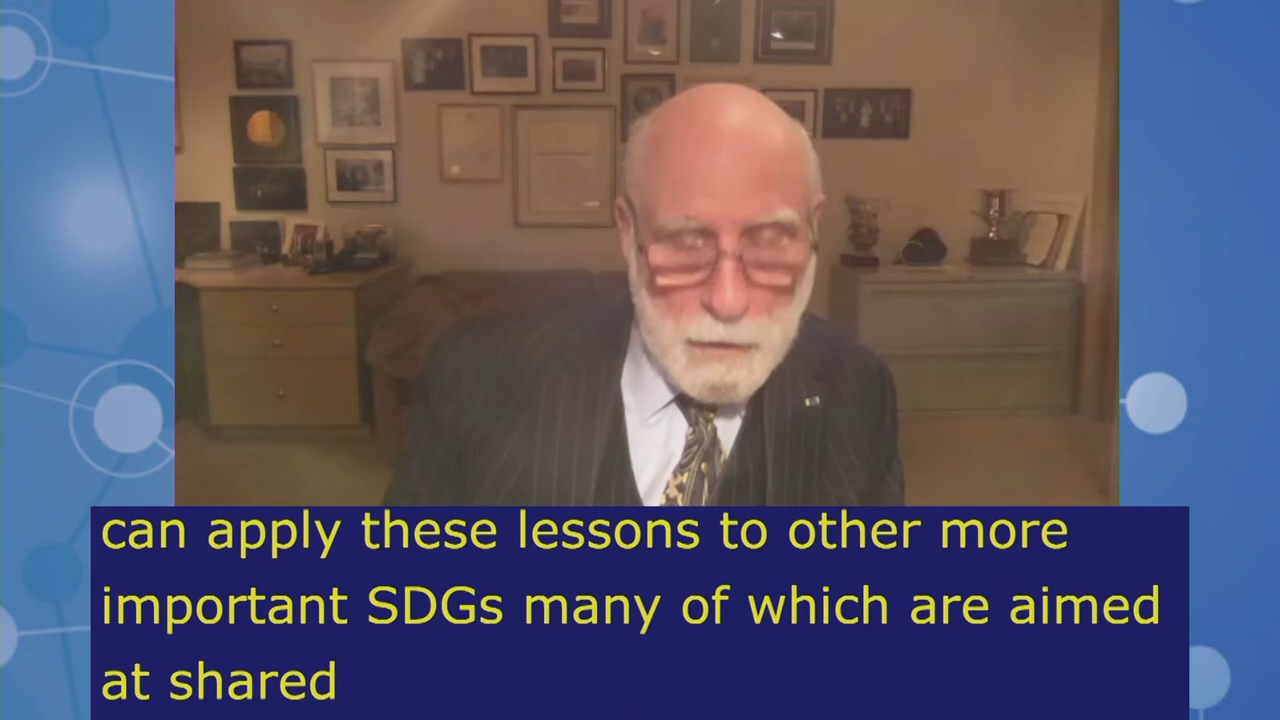 can apply these lessons to other more
important SDGs many of which are aimed
at shared